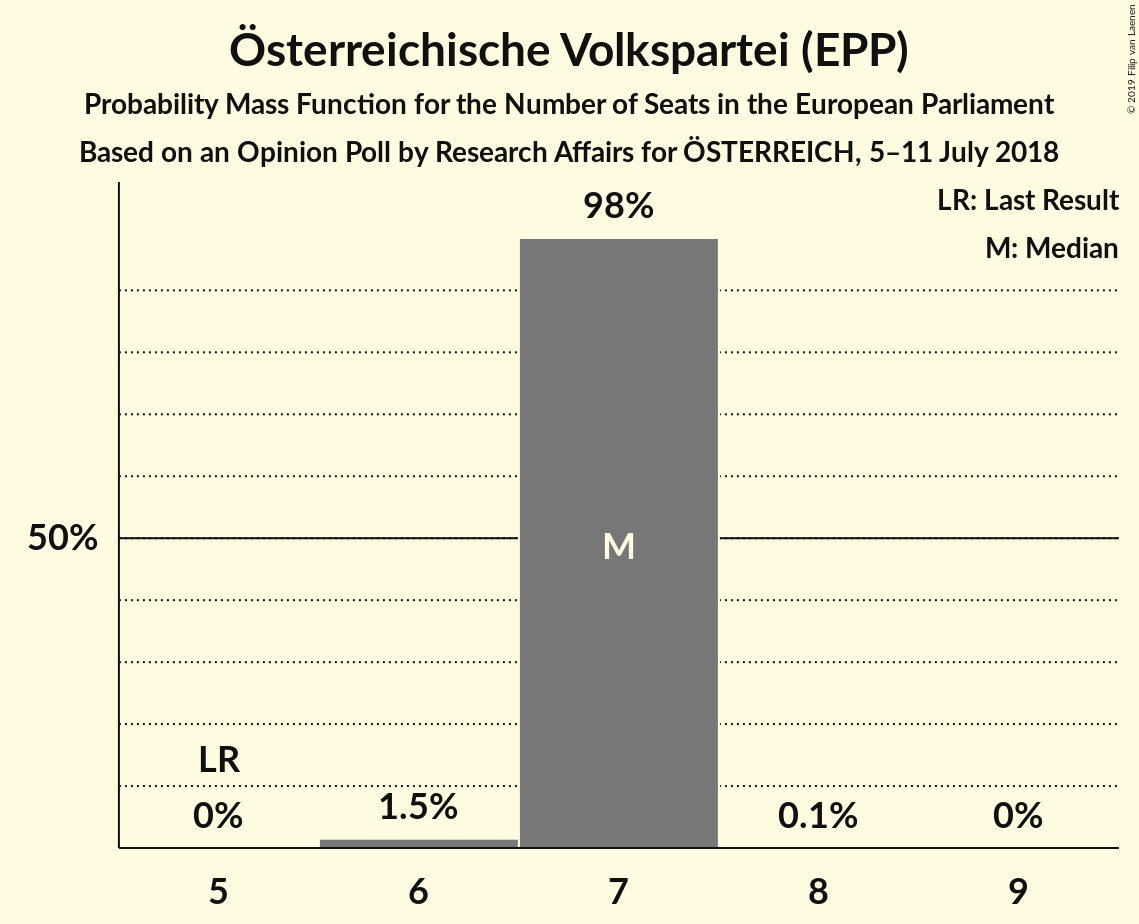 Österreichische Volkspartei (EPP)
Probability Mass Function for the Number of Seats in the European Parliament
Based on an Opinion Poll by Research Affairs for ÖSTERREICH, 5–11 July 2018
© 2019 Filip van Laenen
LR: Last Result
M: Median
98%
50%
M
LR
0%
1.5%
0.1%
0%
5
6
7
8
9